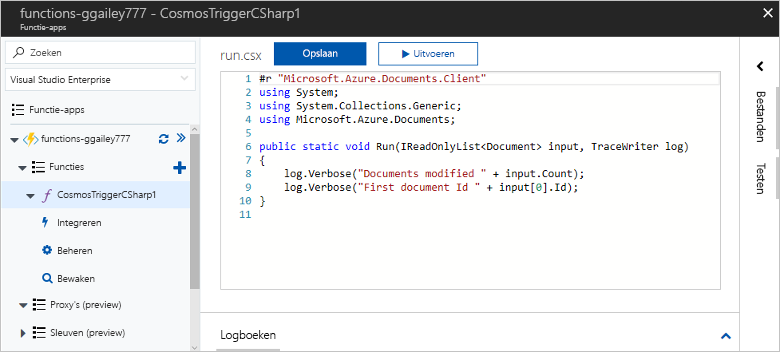 functions-ggailey777 - CosmosTriggerCSharp1
Functie-apps
Zoeken
Visual Studio Enterprise
Functie-apps
functions-ggailey777
Functies
CosmosTriggerCSharp1
Integreren
Beheren
Bewaken
Proxy's (preview)
Sleuven (preview)
run.csx
Opslaan
Uitvoeren
1 #r "Microsoft.Azure.Documents.Client"
2 using System;
3 using System.Collections.Generic;
4 using Microsoft.Azure.Documents;
5
6 public static void Run(IReadOnlyList<Document> input, TraceWriter log)
7 {
8 log.Verbose("Documents modified " + input.Count);
9 log.Verbose("First document Id " + input[0].Id);
10 }
11
Logboeken
Bestanden
Testen